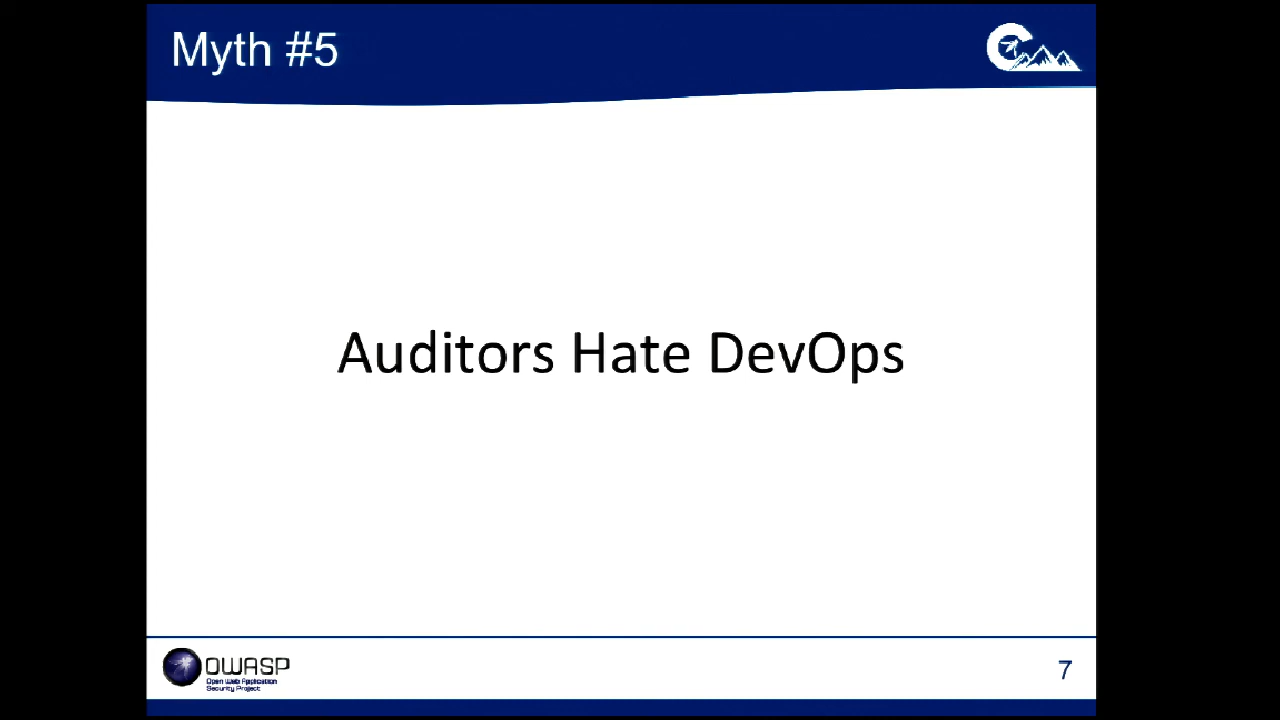 Myth #5
Auditors Hate DevOps
OWASP
Open Web Application
Security Project
7